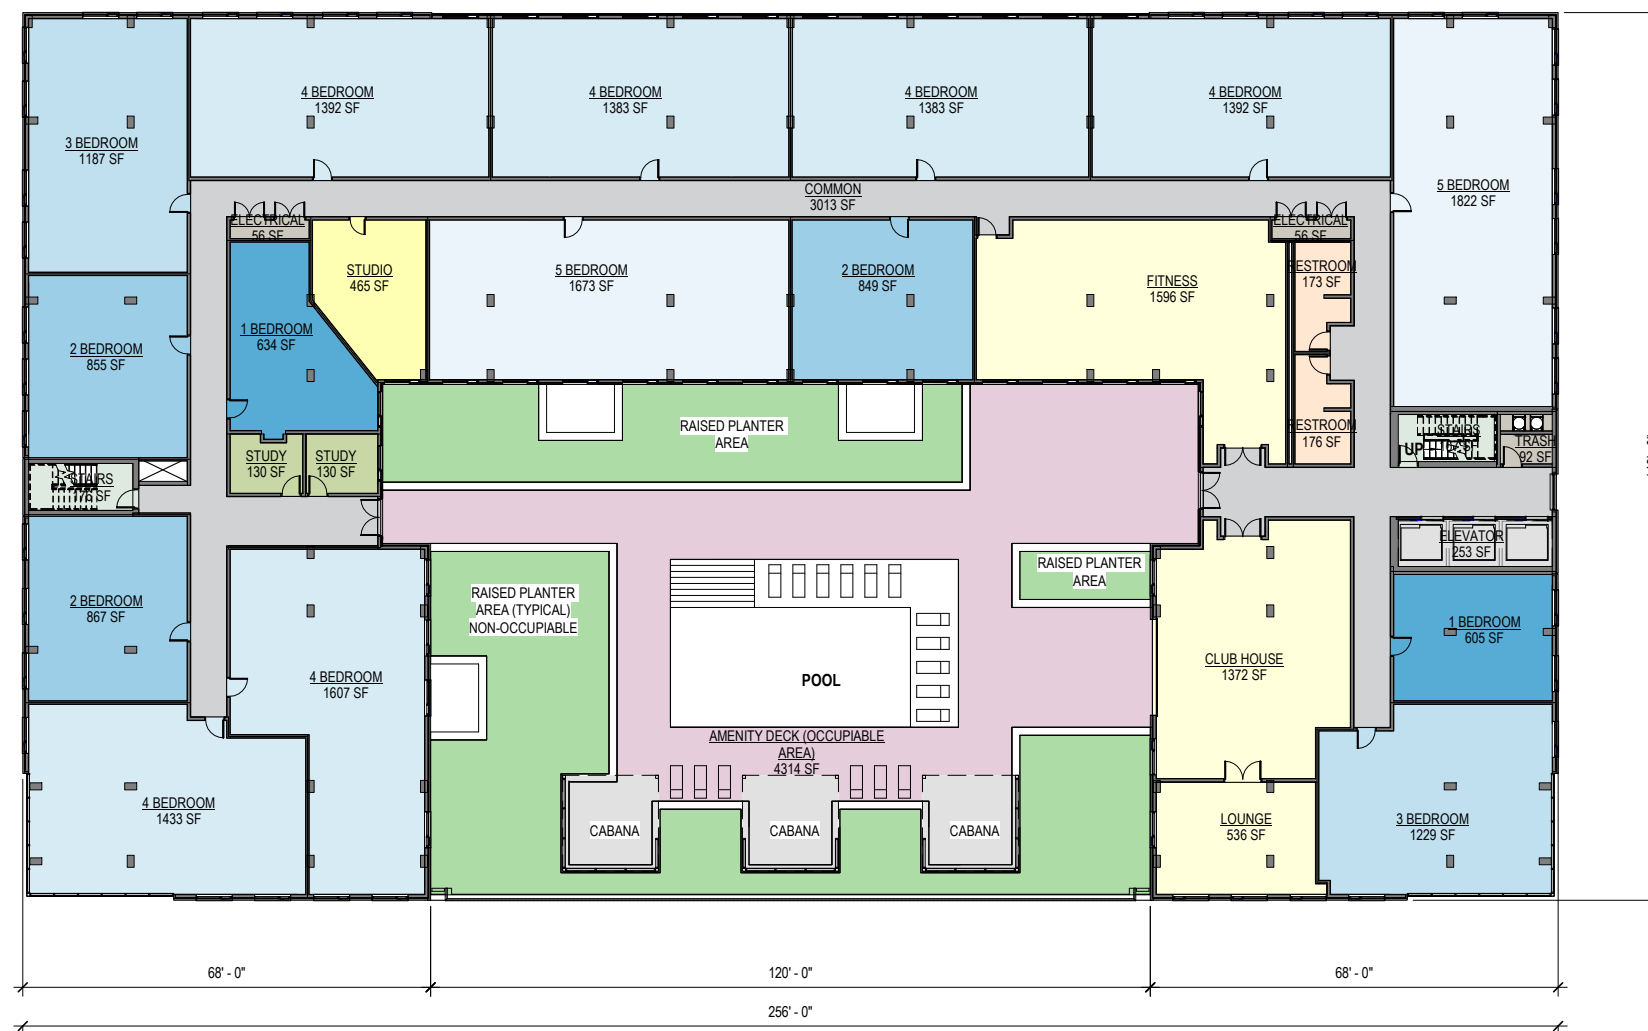 4 BEDROOM
1392 SF
4 BEDROOM
1383 SF
4 BEDROOM
1383 SF
4 BEDROOM
1392 SF
3 BEDROOM
1187 SF
5 BEDROOM
1822 SF
COMMON
3013 SF
ELECTRICAL
56 SF
ELECTRICAL
56 SF
STUDIO
465 SF
5 BEDROOM
1673 SF
2 BEDROOM
849 SF
FITNESS
1596 SF
RESTROOM
173 SF
1 BEDROOM
634 SF
2 BEDROOM
855 SF
RAISED PLANTER
AREA
RESTROOM
176 SF
STAIRS
UP
TRASH
92 SF
STUDY
130 SF
STUDY
130 SF
STAIRS
176 SF
ELEVATOR
253 SF
RAISED PLANTER
AREA
RAISED PLANTER
AREA (TYPICAL)
NON-OCCUPIABLE
2 BEDROOM
867 SF
1 BEDROOM
605 SF
4 BEDROOM
1607 SF
CLUB HOUSE
1372 SF
POOL
AMENITY DECK (OCCUPIABLE
AREA)
4314 SF
4 BEDROOM
1433 SF
CABANA
CABANA
CABANA
LOUNGE
536 SF
3 BEDROOM
1229 SF
68' - 0"
120' - 0"
68' - 0"
256' - 0"